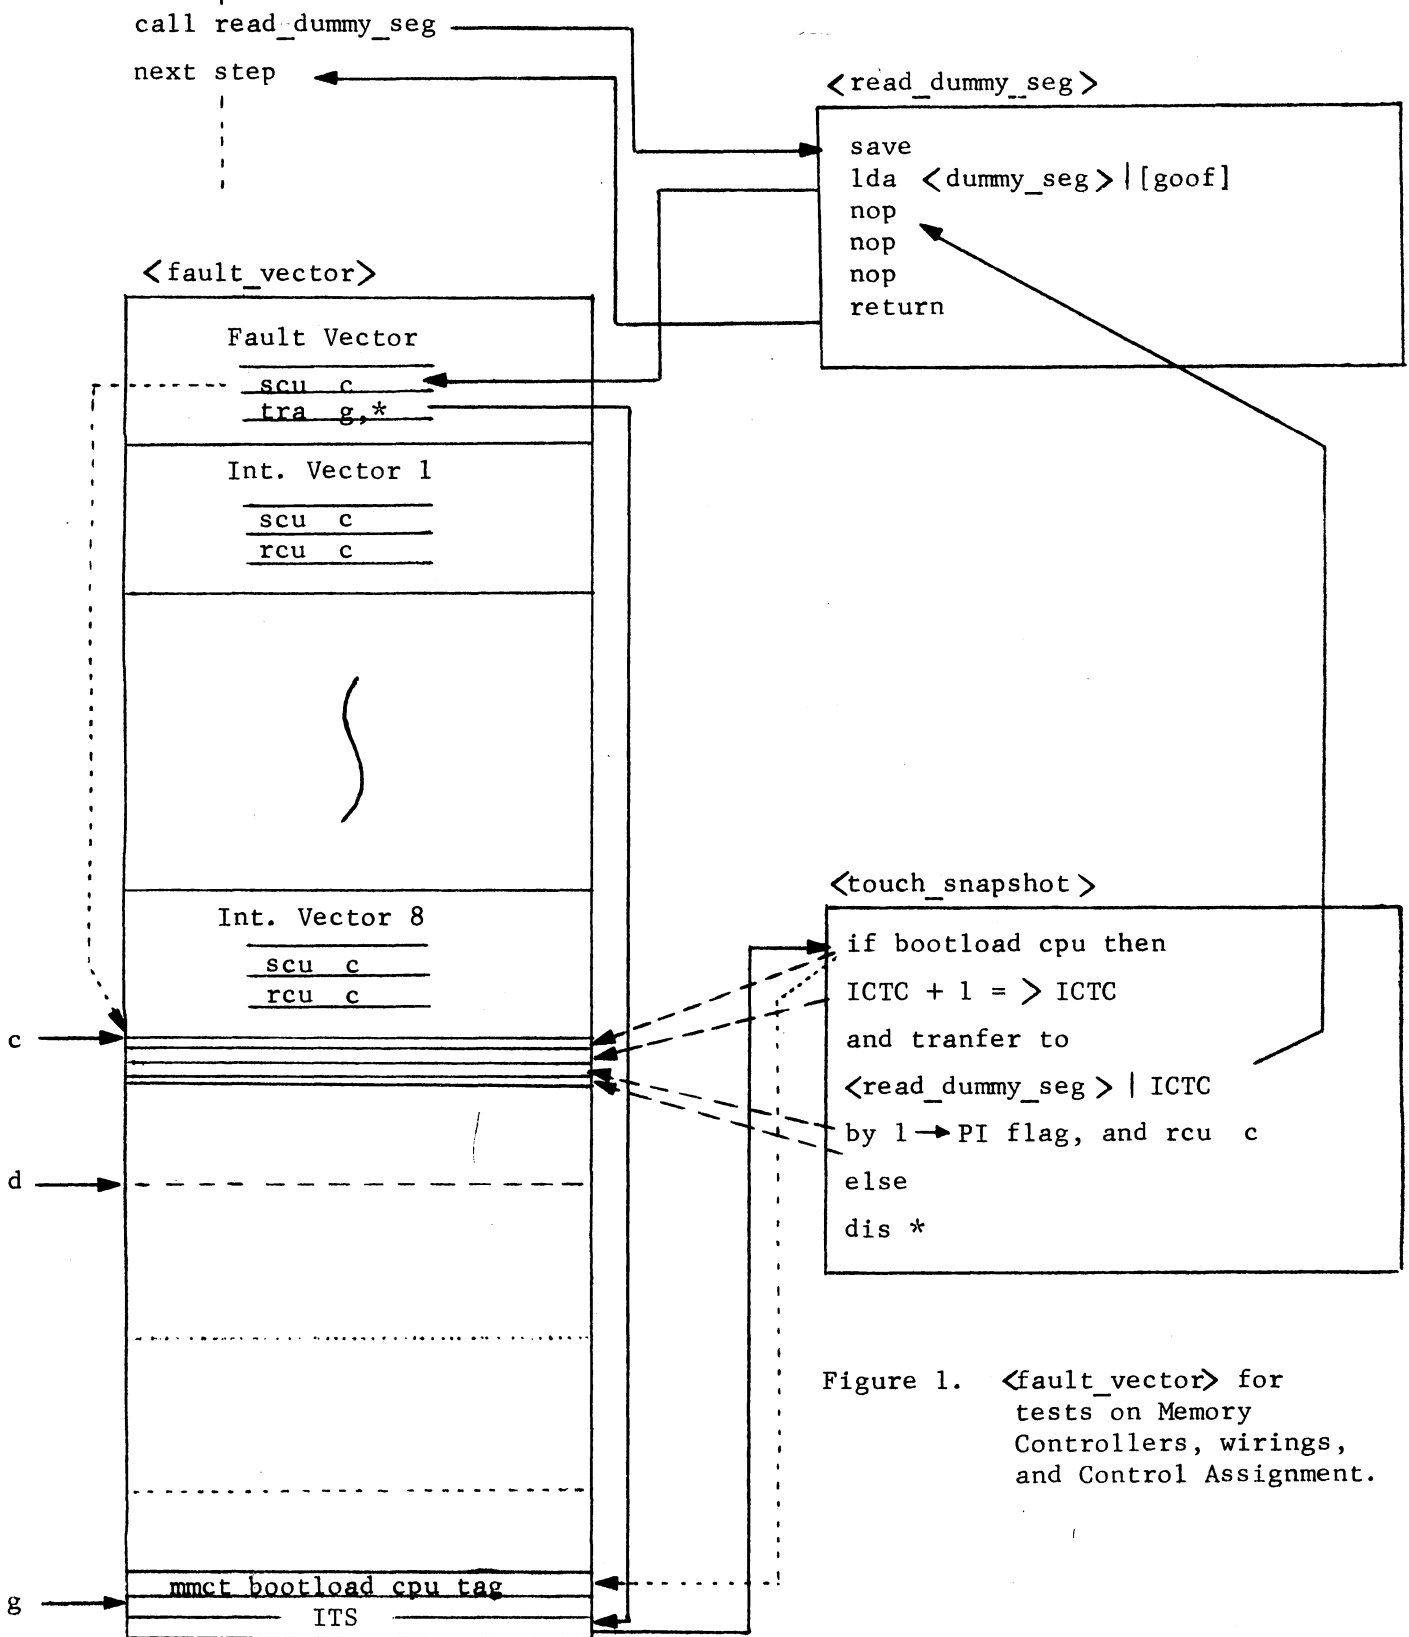 call read_dummy_seg
next step
<read_dummy_seg>
save
lda <dummy_seg>|[goof]
nop
nop
nop
return
<fault_vector>
Fault Vector
scu c
tra g,*
Int. Vector 1
scu c
rcu c
Int. Vector 8
scu c
rcu c
c
d
g
mmct bootload cpu tag
ITS
<touch_snapshot>
if bootload cpu then
ICTC + 1 = > ICTC
and tranfer to
<read_dummy_seg> | ICTC
by 1→ PI flag, and rcu c
else
dis *
Figure 1. <fault_vector> for
tests on Memory
Controllers, wirings,
and Control Assignment.